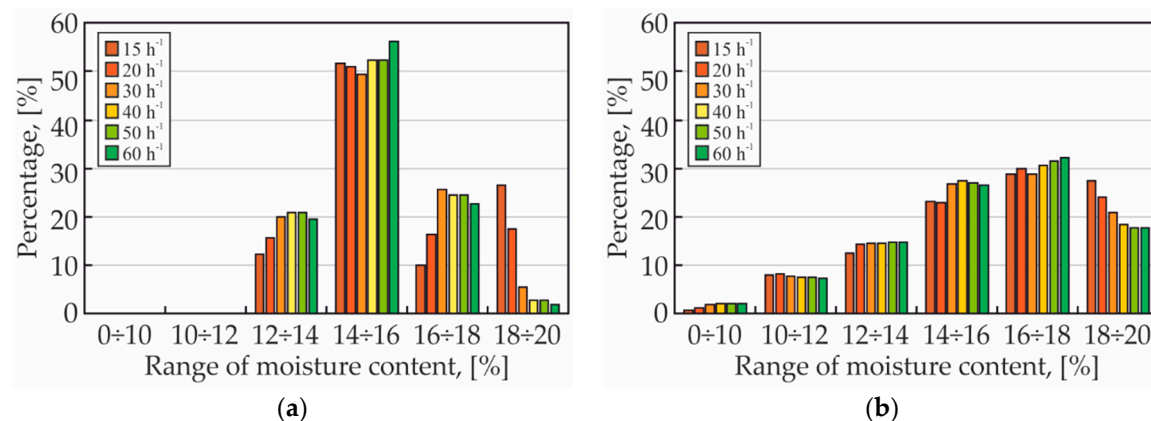 60
50
40
30
20
10
0
Percentage, [%]
15 h⁻¹
20 h⁻¹
30 h⁻¹
40 h⁻¹
50 h⁻¹
60 h⁻¹
0÷10 10÷12 12÷14 14÷16 16÷18 18÷20
Range of moisture content, [%]
(a)
60
50
40
30
20
10
0
Percentage, [%]
15 h⁻¹
20 h⁻¹
30 h⁻¹
40 h⁻¹
50 h⁻¹
60 h⁻¹
0÷10 10÷12 12÷14 14÷16 16÷18 18÷20
Range of moisture content, [%]
(b)